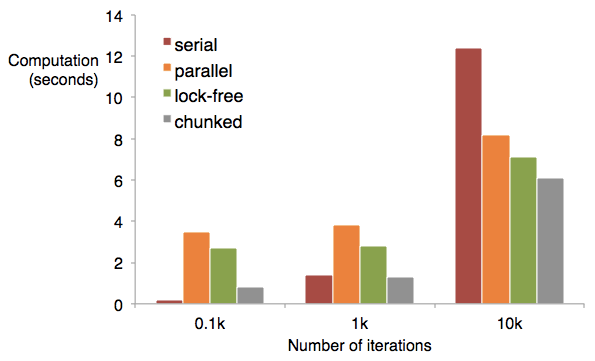 14
12
10
8
6
4
2
0
Computation
(seconds)
serial
parallel
lock-free
chunked
0.1k
1k
10k
Number of iterations